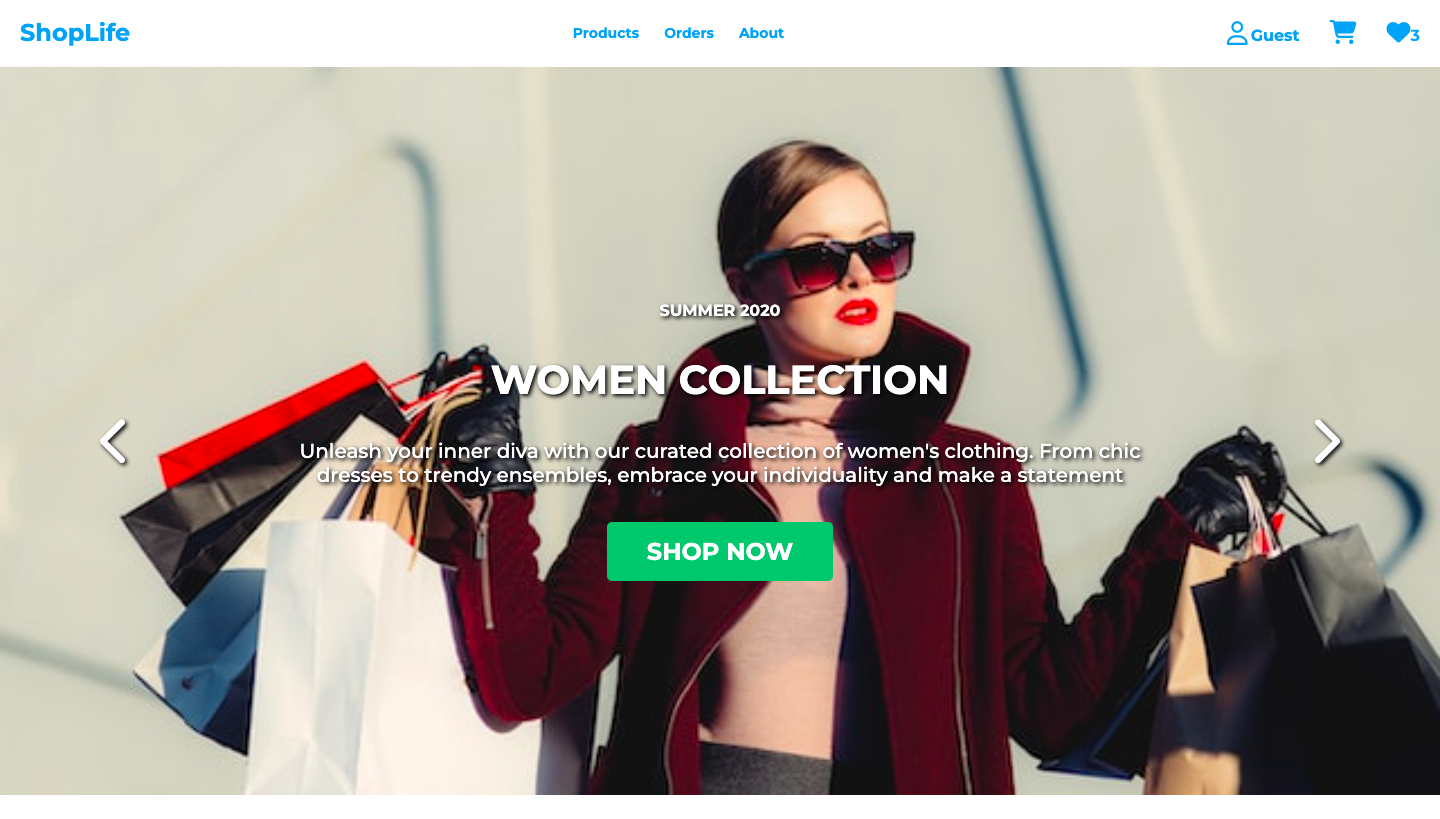 ShopLife
Products Orders About
Guest
3
SUMMER 2020
WOMEN COLLECTION
Unleash your inner diva with our curated collection of women's clothing. From chic
dresses to trendy ensembles, embrace your individuality and make a statement
SHOP NOW